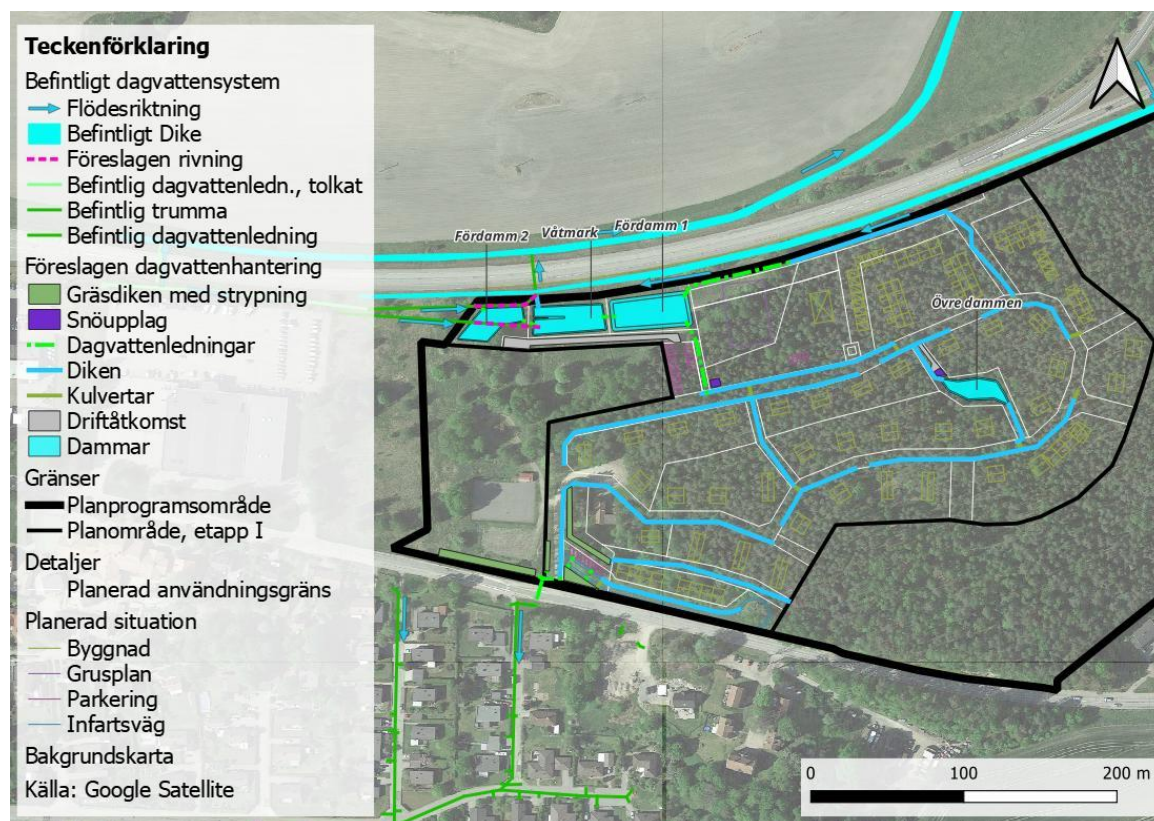 Teckenförklaring
Befintligt dagvattensystem
Flödesriktning
Befintligt Dike
Föreslagen rivning
Befintlig dagvattenledn., tolkat
Befintlig trumma
Befintlig dagvattenledning
Föreslagen dagvattenhantering
Gräsdiken med strypning
Snöupplag
Dagvattenledningar
Diken
Kulvertar
Driftåtkomst
Dammar
Gränser
Planprogramsområde
Planområde, etapp I
Detaljer
Planerad användningsgräns
Planerad situation
Byggnad
Grusplan
Parkering
Infartsväg
Bakgrundskarta
Källa: Google Satellite
Fördamm 2
Våtmark
Fördamm 1
Övre dammen
0 100 200 m